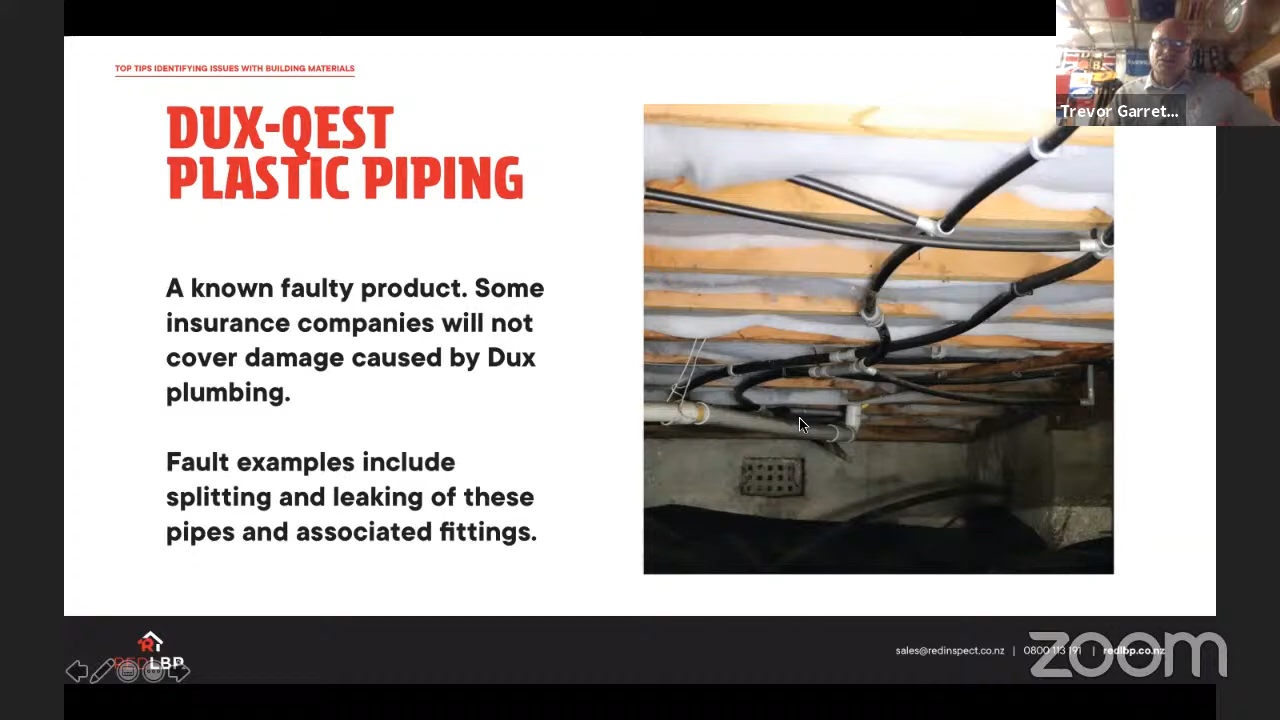 TOP TIPS IDENTIFYING ISSUES WITH BUILDING MATERIALS
DUX-QEST
PLASTIC PIPING
A known faulty product. Some
insurance companies will not
cover damage caused by Dux
plumbing.
Fault examples include
splitting and leaking of these
pipes and associated fittings.
Trevor Garret...
REDLBP
sales@redinspect.co.nz | 0800 113 191 | redlbp.co.nz
zoom